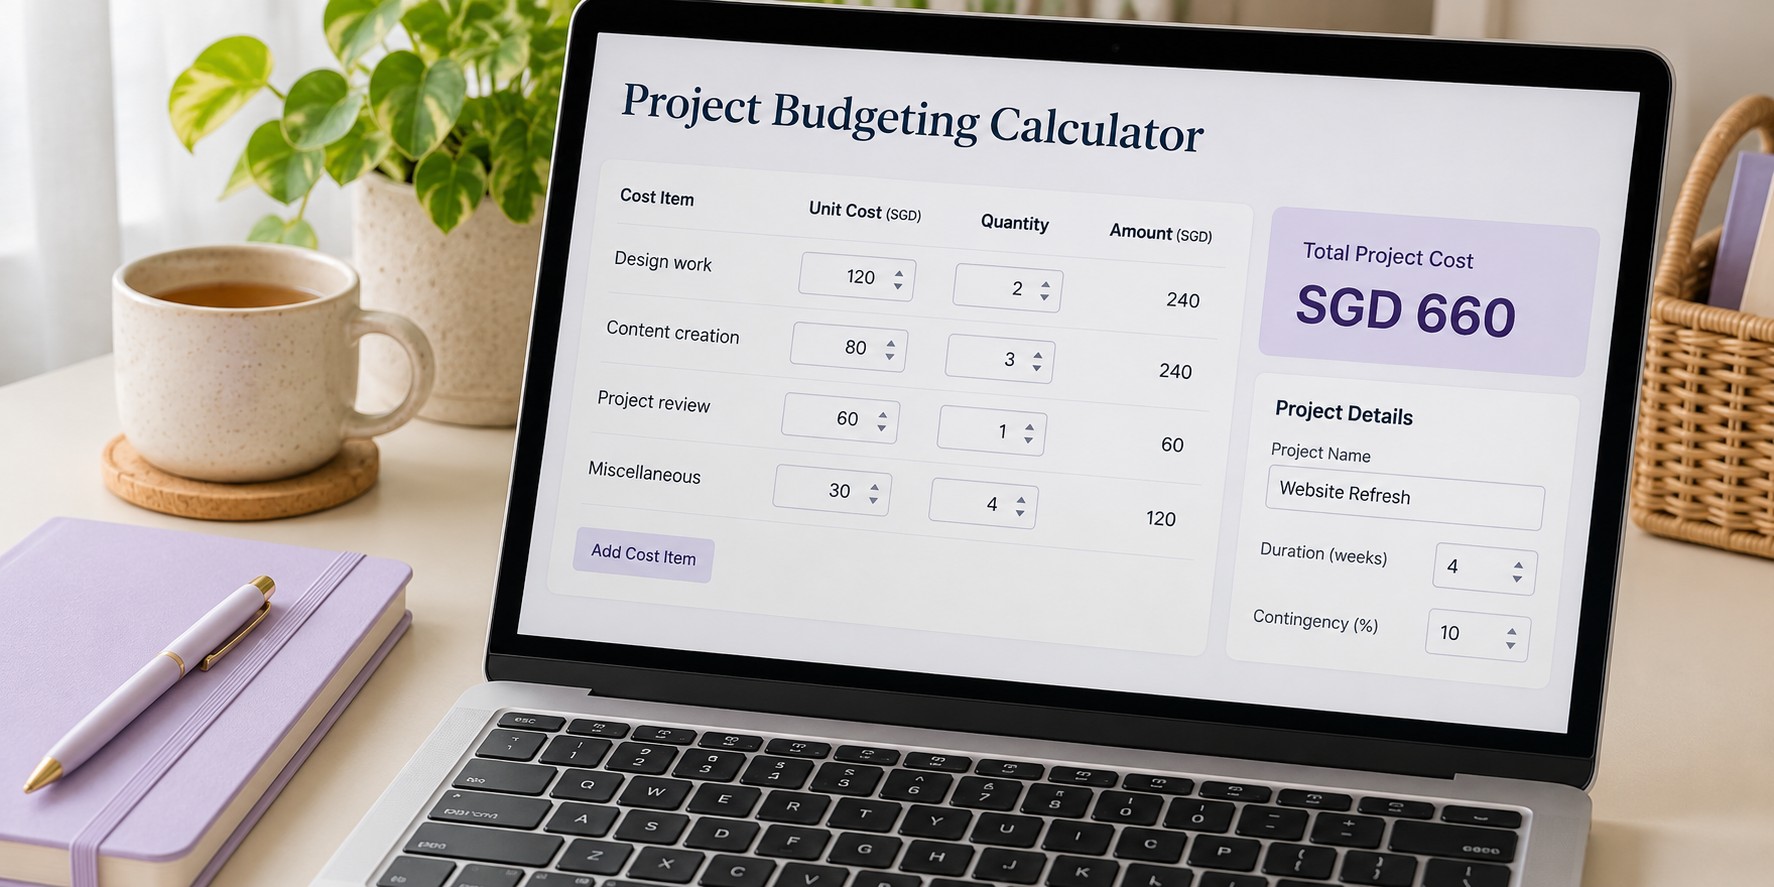 Project Budgeting Calculator
Cost Item Unit Cost (SGD) Quantity Amount (SGD)
Design work 120 2 240
Content creation 80 3 240
Project review 60 1 60
Miscellaneous 30 4 120
Add Cost Item
Total Project Cost
SGD 660
Project Details
Project Name
Website Refresh
Duration (weeks) 4
Contingency (%) 10
esc
Q W E R T Y U I C P
A S D F G H J K L
Z X C V B N M